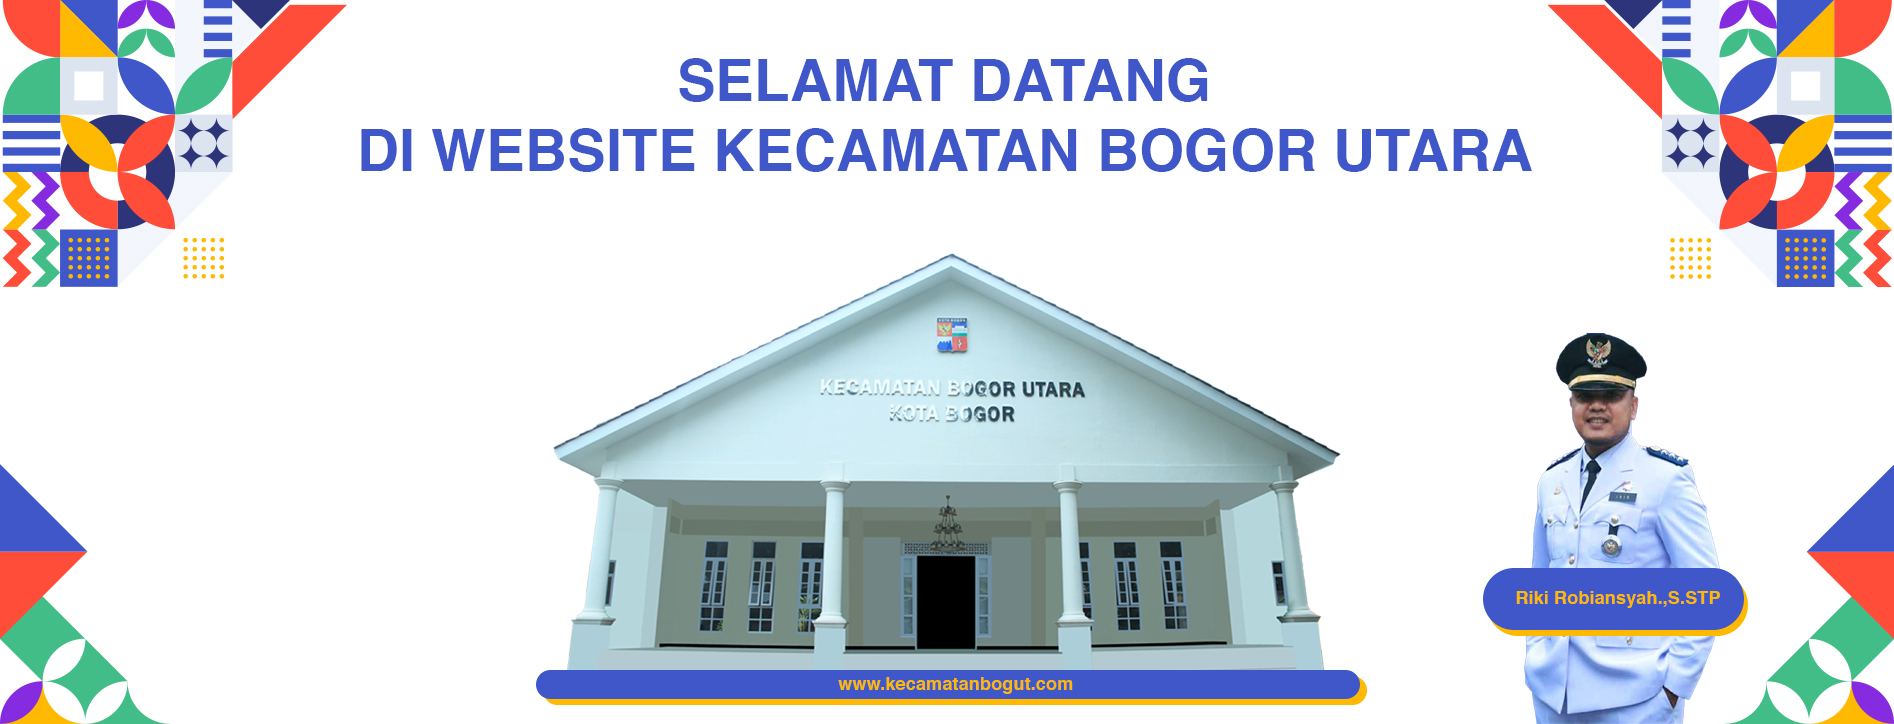 SELAMAT DATANG
DI WEBSITE KECAMATAN BOGOR UTARA
KECAMATAN BOGOR UTARA
KOTA BOGOR
Riki Robiansyah.,S.STP
www.kecamatanbogut.com